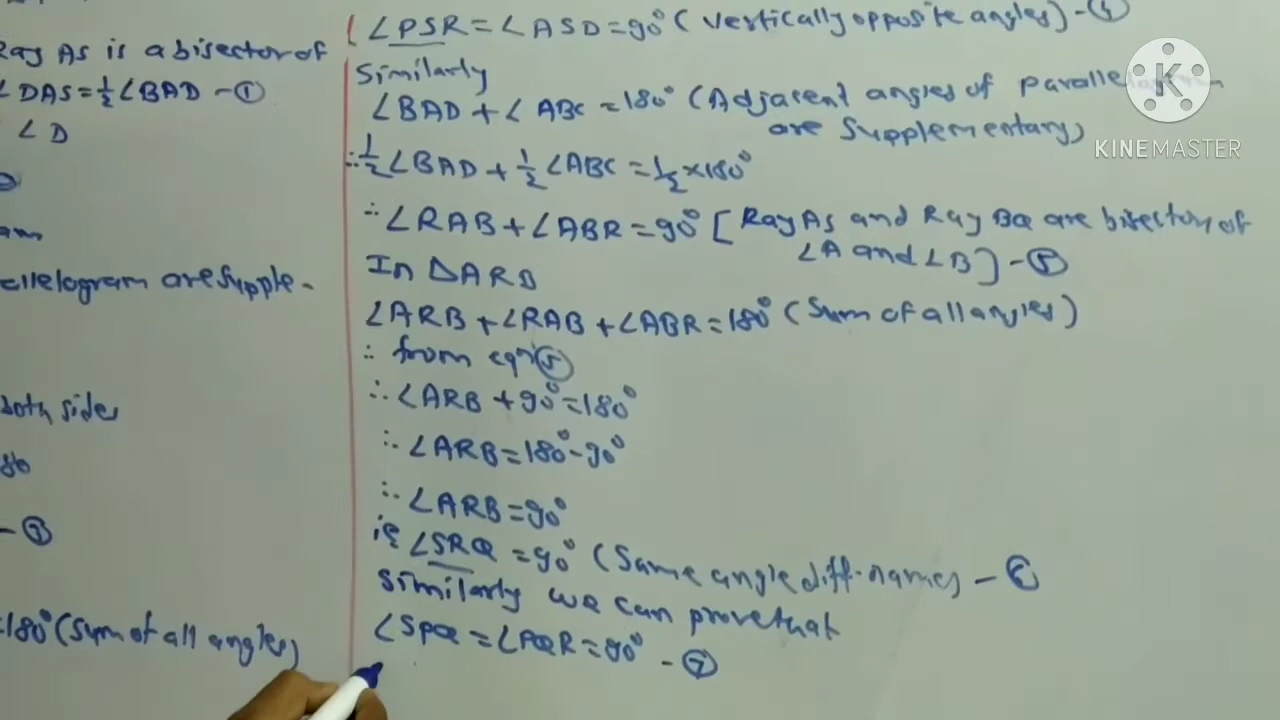 Ray AS is a bisector of
∠DAS = 1/2 ∠BAD - ①
∠D
am
allelogram are supple-
both sides
- ③
=180° (Sum of all angles)
∠PSR = ∠ASD = 90° (Vertically opposite angles) - ④
Similarly
∠BAD + ∠ABC = 180° (Adjacent angles of parallelogram
are supplementary)
∴ 1/2 ∠BAD + 1/2 ∠ABC = 1/2 × 180°
∴ ∠RAB + ∠ABR = 90° [Ray AS and Ray BQ are bisector of
∠A and ∠B] - ⑤
In △ARB
∠ARB + ∠RAB + ∠ABR = 180° (Sum of all angles)
∴ from eqn ⑤
∴ ∠ARB + 90° = 180°
∴ ∠ARB = 180° - 90°
∴ ∠ARB = 90°
ie ∠SRQ = 90° (Same angle diff. names) - ⑥
Similarly we can prove that
∠SPQ = ∠PQR = 90° - ⑦
K
KINEMASTER